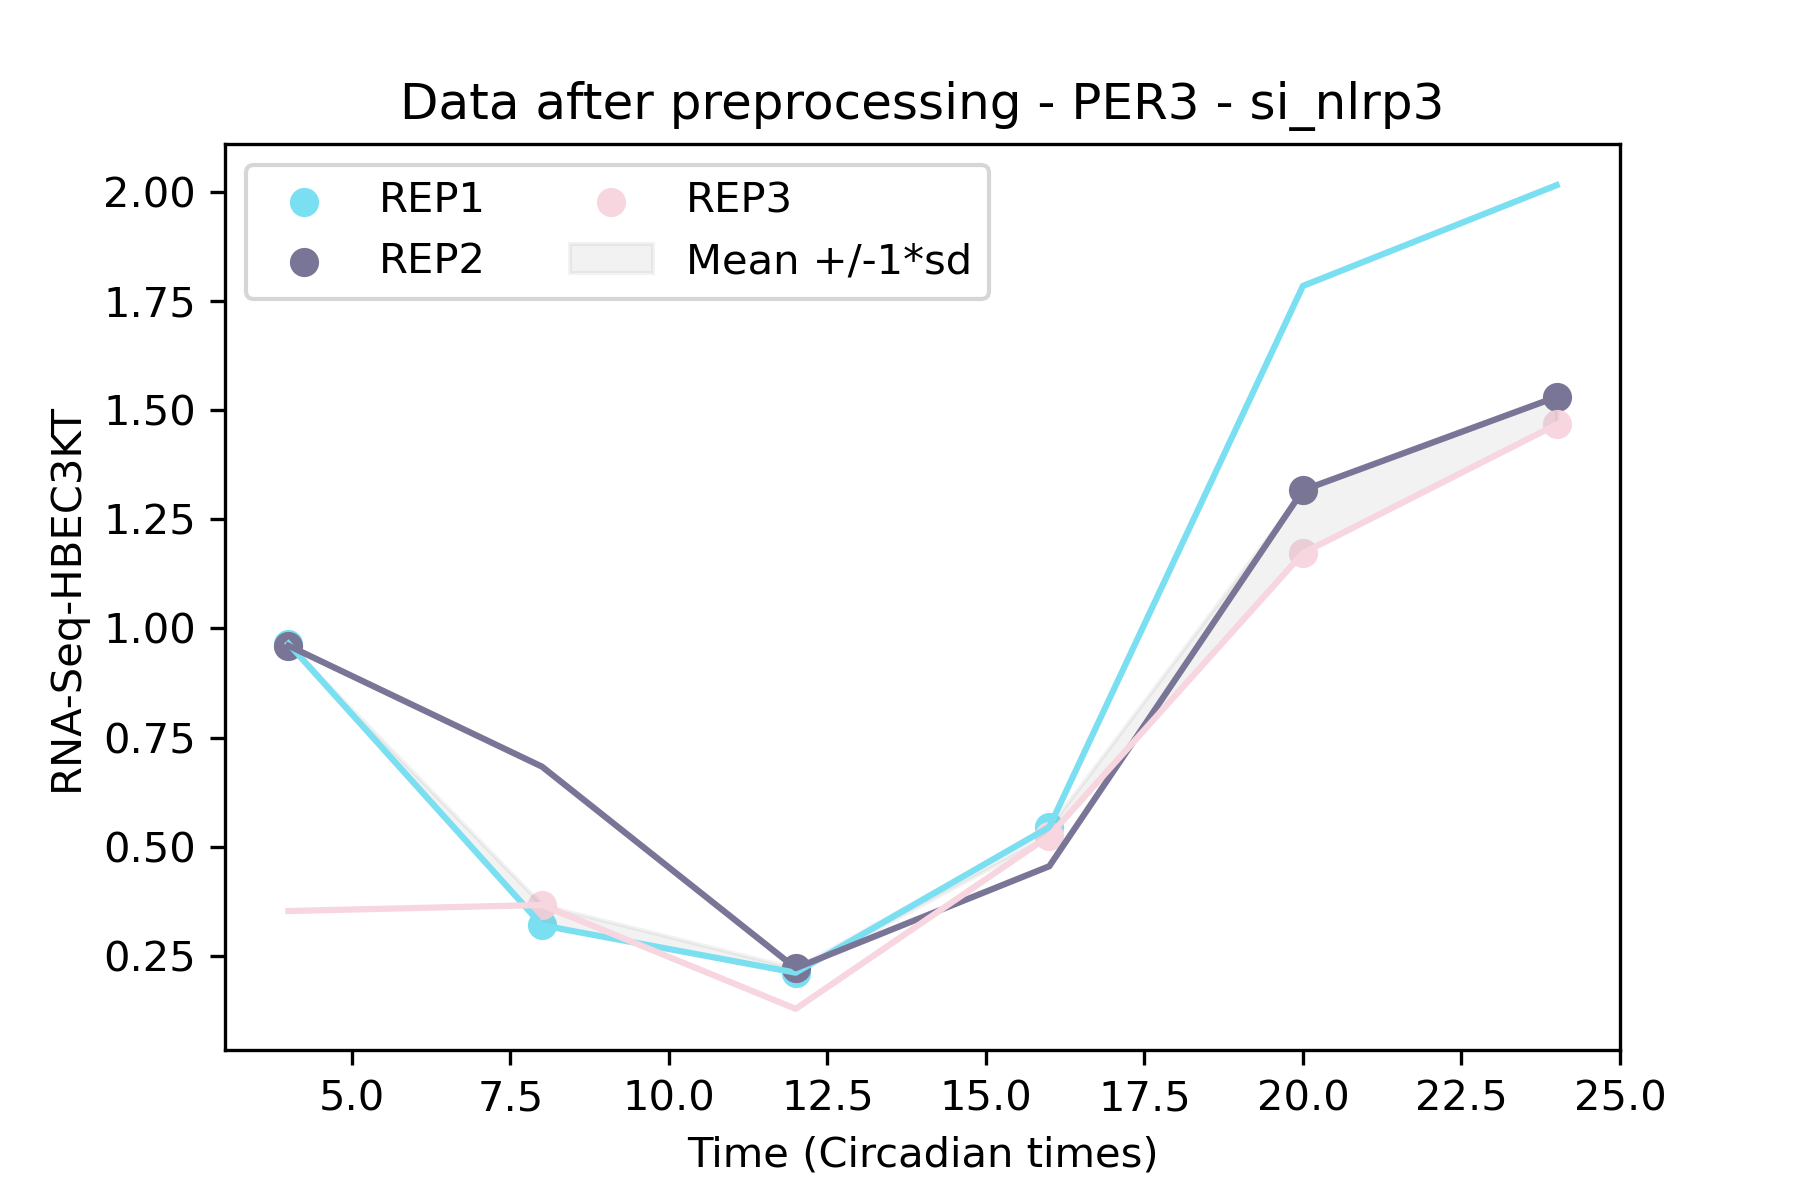 Data after preprocessing - PER3 - si_nlrp3
REP1
REP2
REP3
Mean +/-1*sd
RNA-Seq-HBEC3KT
2.00
1.75
1.50
1.25
1.00
0.75
0.50
0.25
5.0 7.5 10.0 12.5 15.0 17.5 20.0 22.5 25.0
Time (Circadian times)